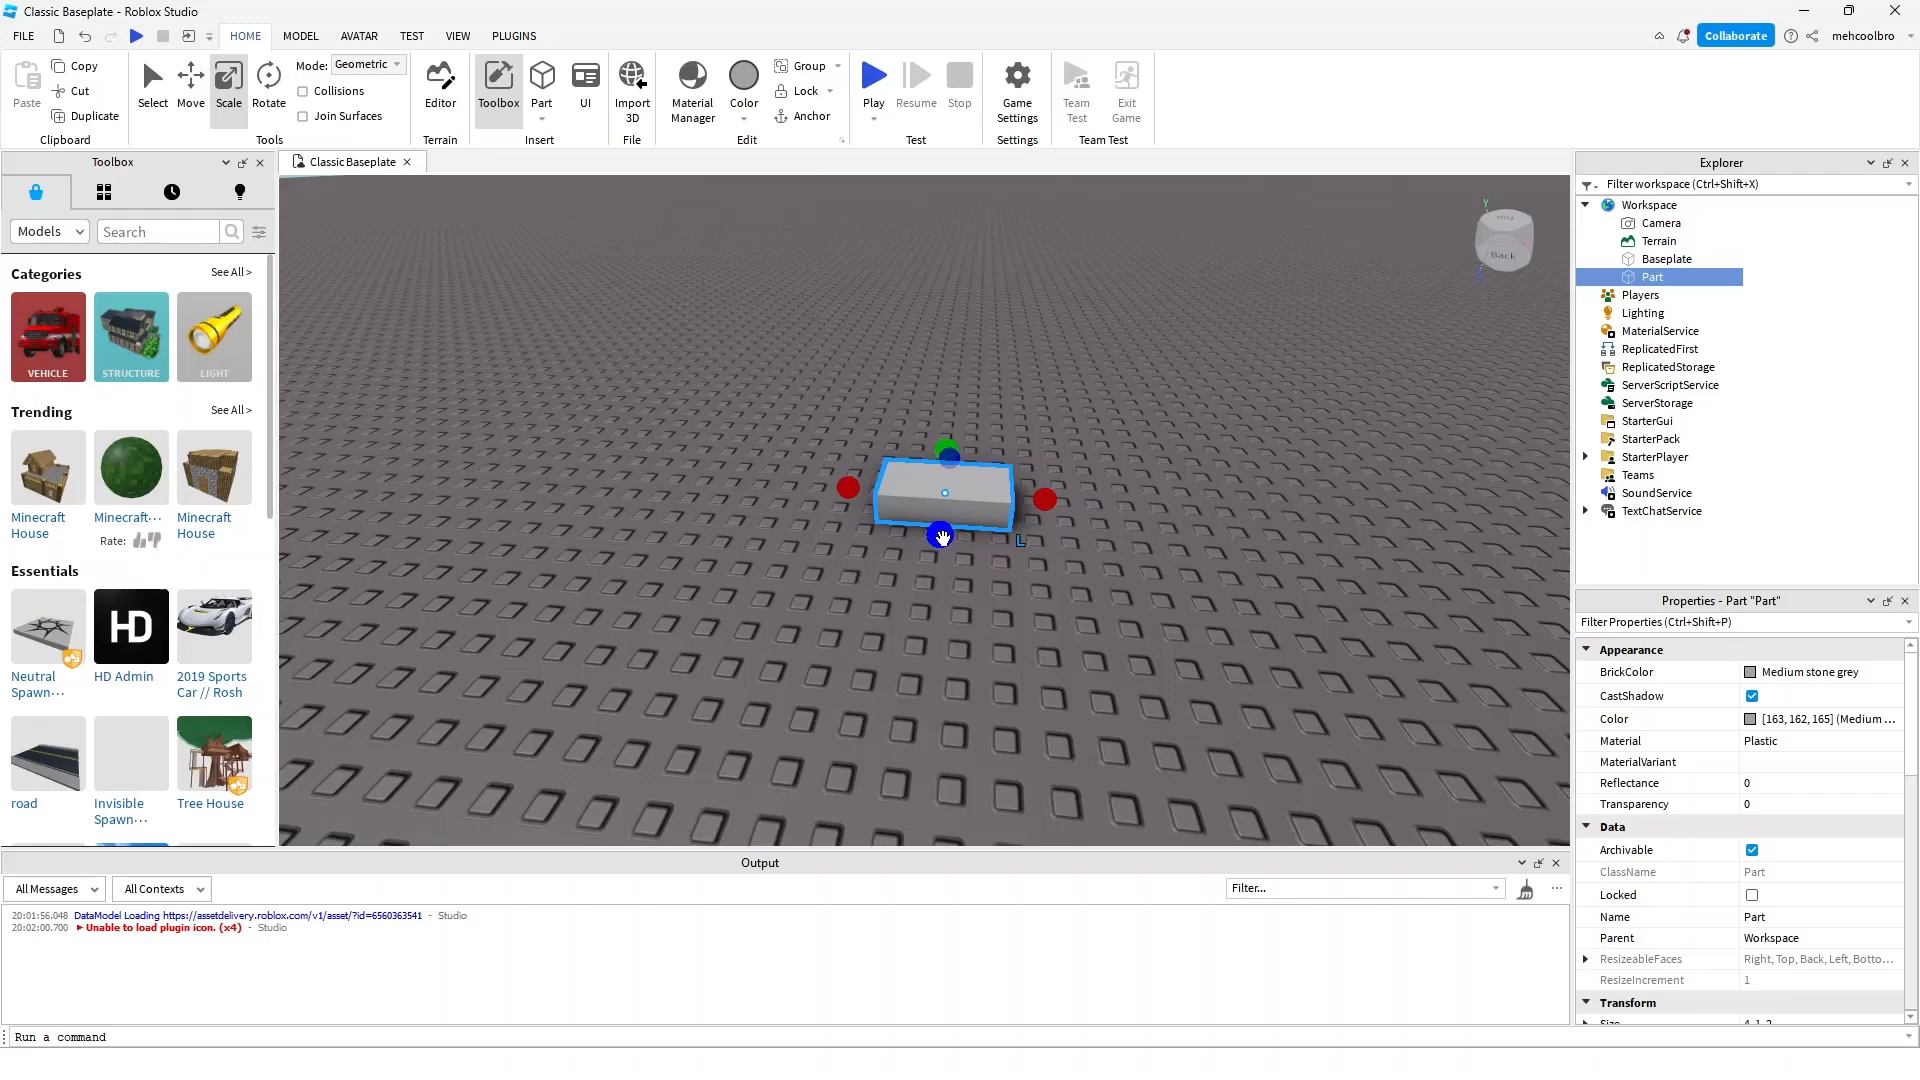 Classic Baseplate - Roblox Studio
FILE HOME MODEL AVATAR TEST VIEW PLUGINS Collaborate mehcoolbro
Paste Copy Cut Duplicate Clipboard
Select Move Scale Rotate Mode: Geometric Collisions Join Surfaces Tools
Editor Terrain
Toolbox Part UI Insert
Import 3D File
Material Manager Color Group Lock Anchor Edit
Play Resume Stop Test
Game Settings Settings
Team Test Exit Game Team Test
Toolbox
Models Search
Categories See All >
VEHICLE STRUCTURE LIGHT
Trending See All >
Minecraft House Minecraft··· Minecraft House
Rate:
Essentials
HD
Neutral Spawn··· HD Admin 2019 Sports Car // Rosh
road Invisible Spawn··· Tree House
Classic Baseplate
Y
Back
L
Explorer
Filter workspace (Ctrl+Shift+X)
Workspace
Camera
Terrain
Baseplate
Part
Players
Lighting
MaterialService
ReplicatedFirst
ReplicatedStorage
ServerScriptService
ServerStorage
StarterGui
StarterPack
StarterPlayer
Teams
SoundService
TextChatService
Properties - Part "Part"
Filter Properties (Ctrl+Shift+P)
Appearance
BrickColor Medium stone grey
CastShadow
Color [163, 162, 165] (Medium ...
Material Plastic
MaterialVariant
Reflectance 0
Transparency 0
Data
Archivable
ClassName Part
Locked
Name Part
Parent Workspace
ResizeableFaces Right, Top, Back, Left, Botto...
ResizeIncrement 1
Transform
Size 4, 1, 2
Output
All Messages All Contexts Filter...
20:01:56.048 DataModel Loading https://assetdelivery.roblox.com/v1/asset/?id=6560363541 - Studio
20:02:00.700 Unable to load plugin icon. (x4) - Studio
Run a command